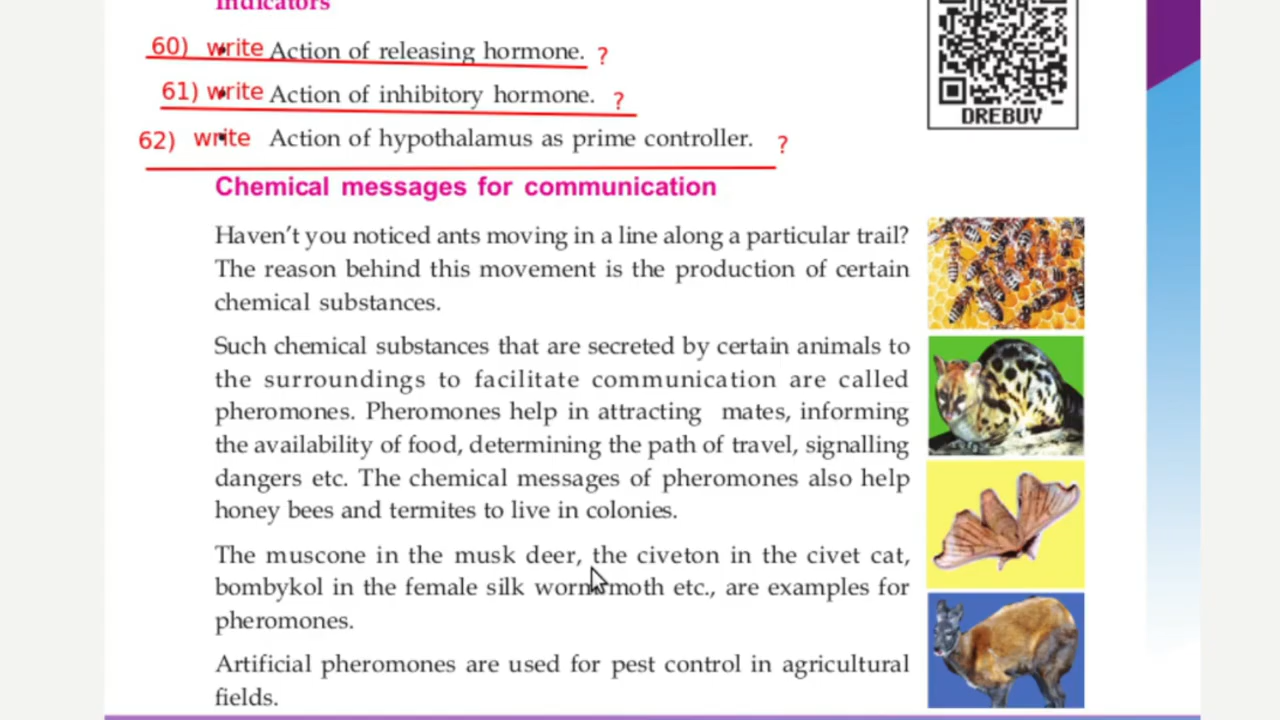 Indicators
60) write Action of releasing hormone. ?
61) write Action of inhibitory hormone. ?
62) write Action of hypothalamus as prime controller. ?
DREBUV
Chemical messages for communication
Haven't you noticed ants moving in a line along a particular trail?
The reason behind this movement is the production of certain
chemical substances.
Such chemical substances that are secreted by certain animals to
the surroundings to facilitate communication are called
pheromones. Pheromones help in attracting mates, informing
the availability of food, determining the path of travel, signalling
dangers etc. The chemical messages of pheromones also help
honey bees and termites to live in colonies.
The muscone in the musk deer, the civeton in the civet cat,
bombykol in the female silk worm moth etc., are examples for
pheromones.
Artificial pheromones are used for pest control in agricultural
fields.